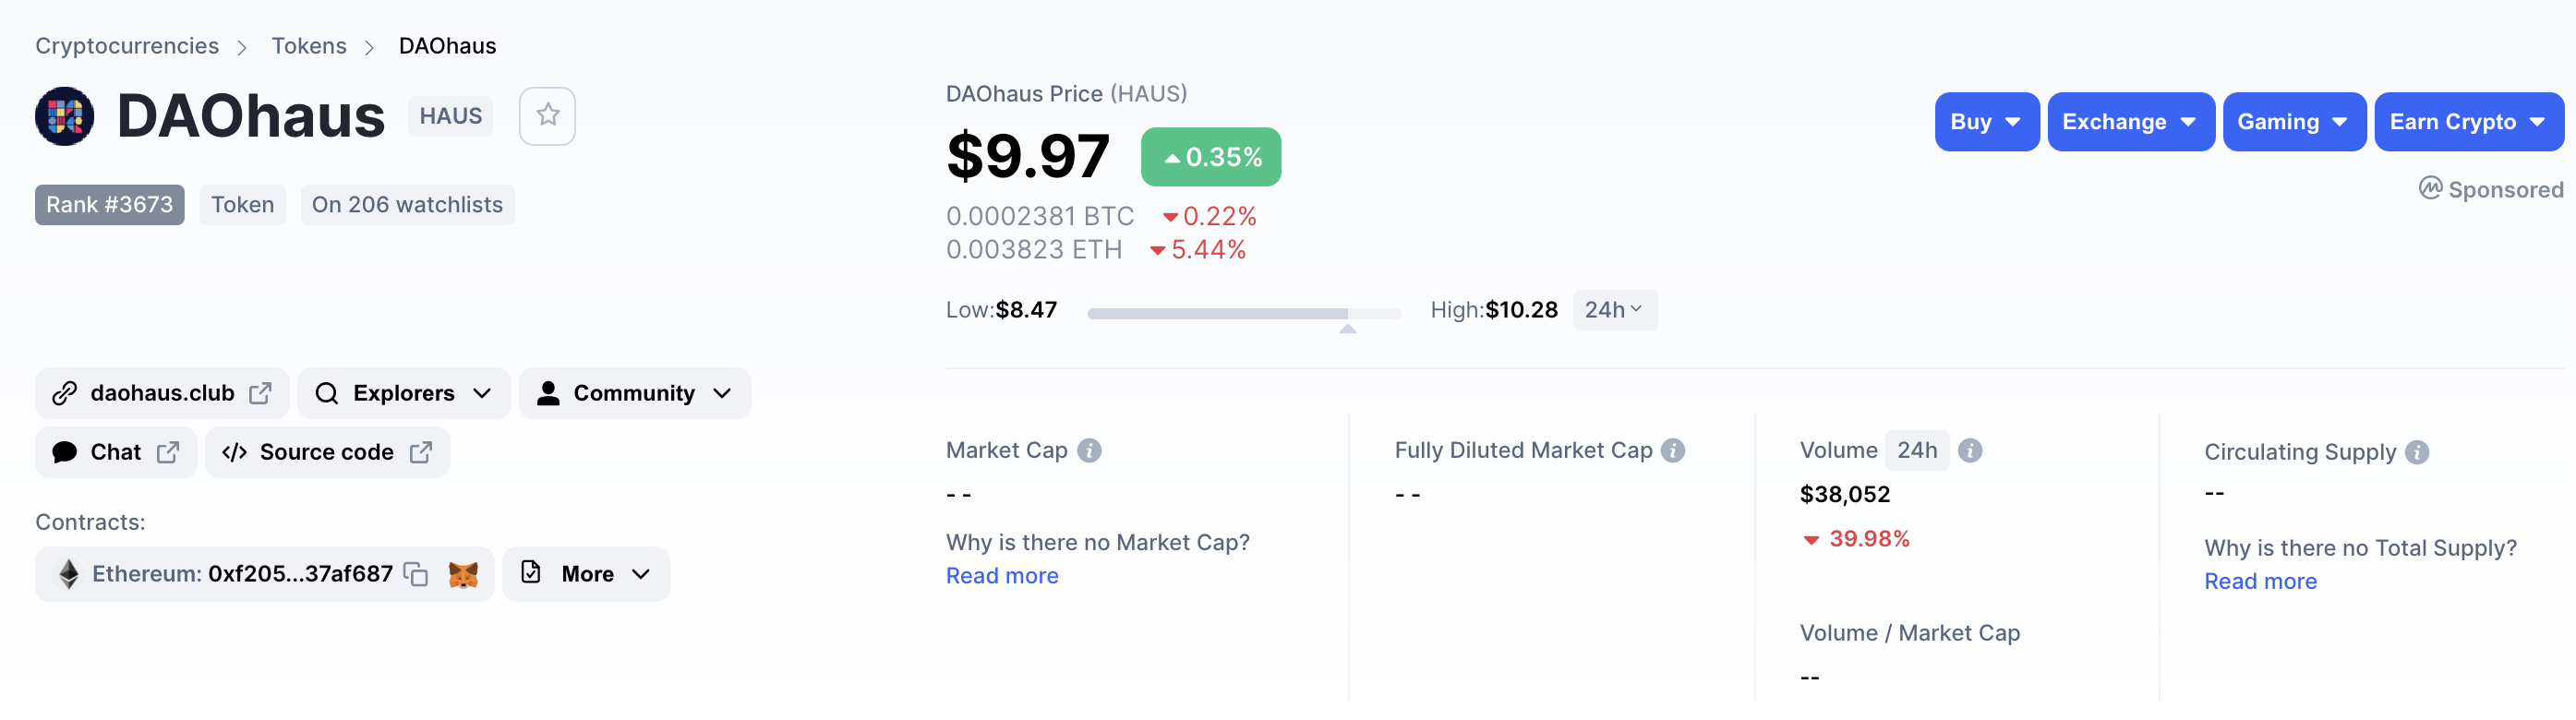 Cryptocurrencies > Tokens > DAOhaus
DAOhaus HAUS
Rank #3673 Token On 206 watchlists
daohaus.club Explorers Community
Chat Source code
Contracts:
Ethereum: 0xf205...37af687 More
DAOhaus Price (HAUS)
$9.97 0.35%
0.0002381 BTC 0.22%
0.003823 ETH 5.44%
Low:$8.47 High:$10.28 24h
Buy Exchange Gaming Earn Crypto
Sponsored
Market Cap
- -
Why is there no Market Cap?
Read more
Fully Diluted Market Cap
- -
Volume 24h
$38,052
39.98%
Volume / Market Cap
--
Circulating Supply
--
Why is there no Total Supply?
Read more